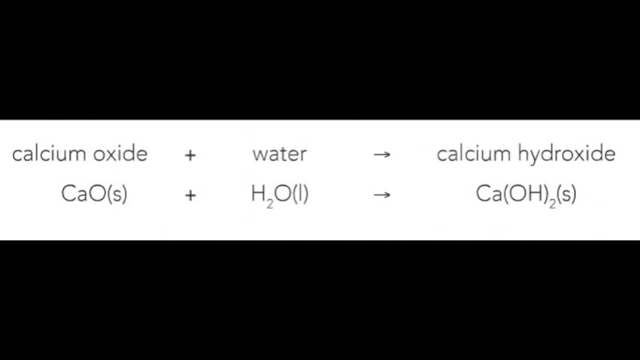 calcium oxide + water → calcium hydroxide
CaO(s) + H₂O(l) → Ca(OH)₂(s)